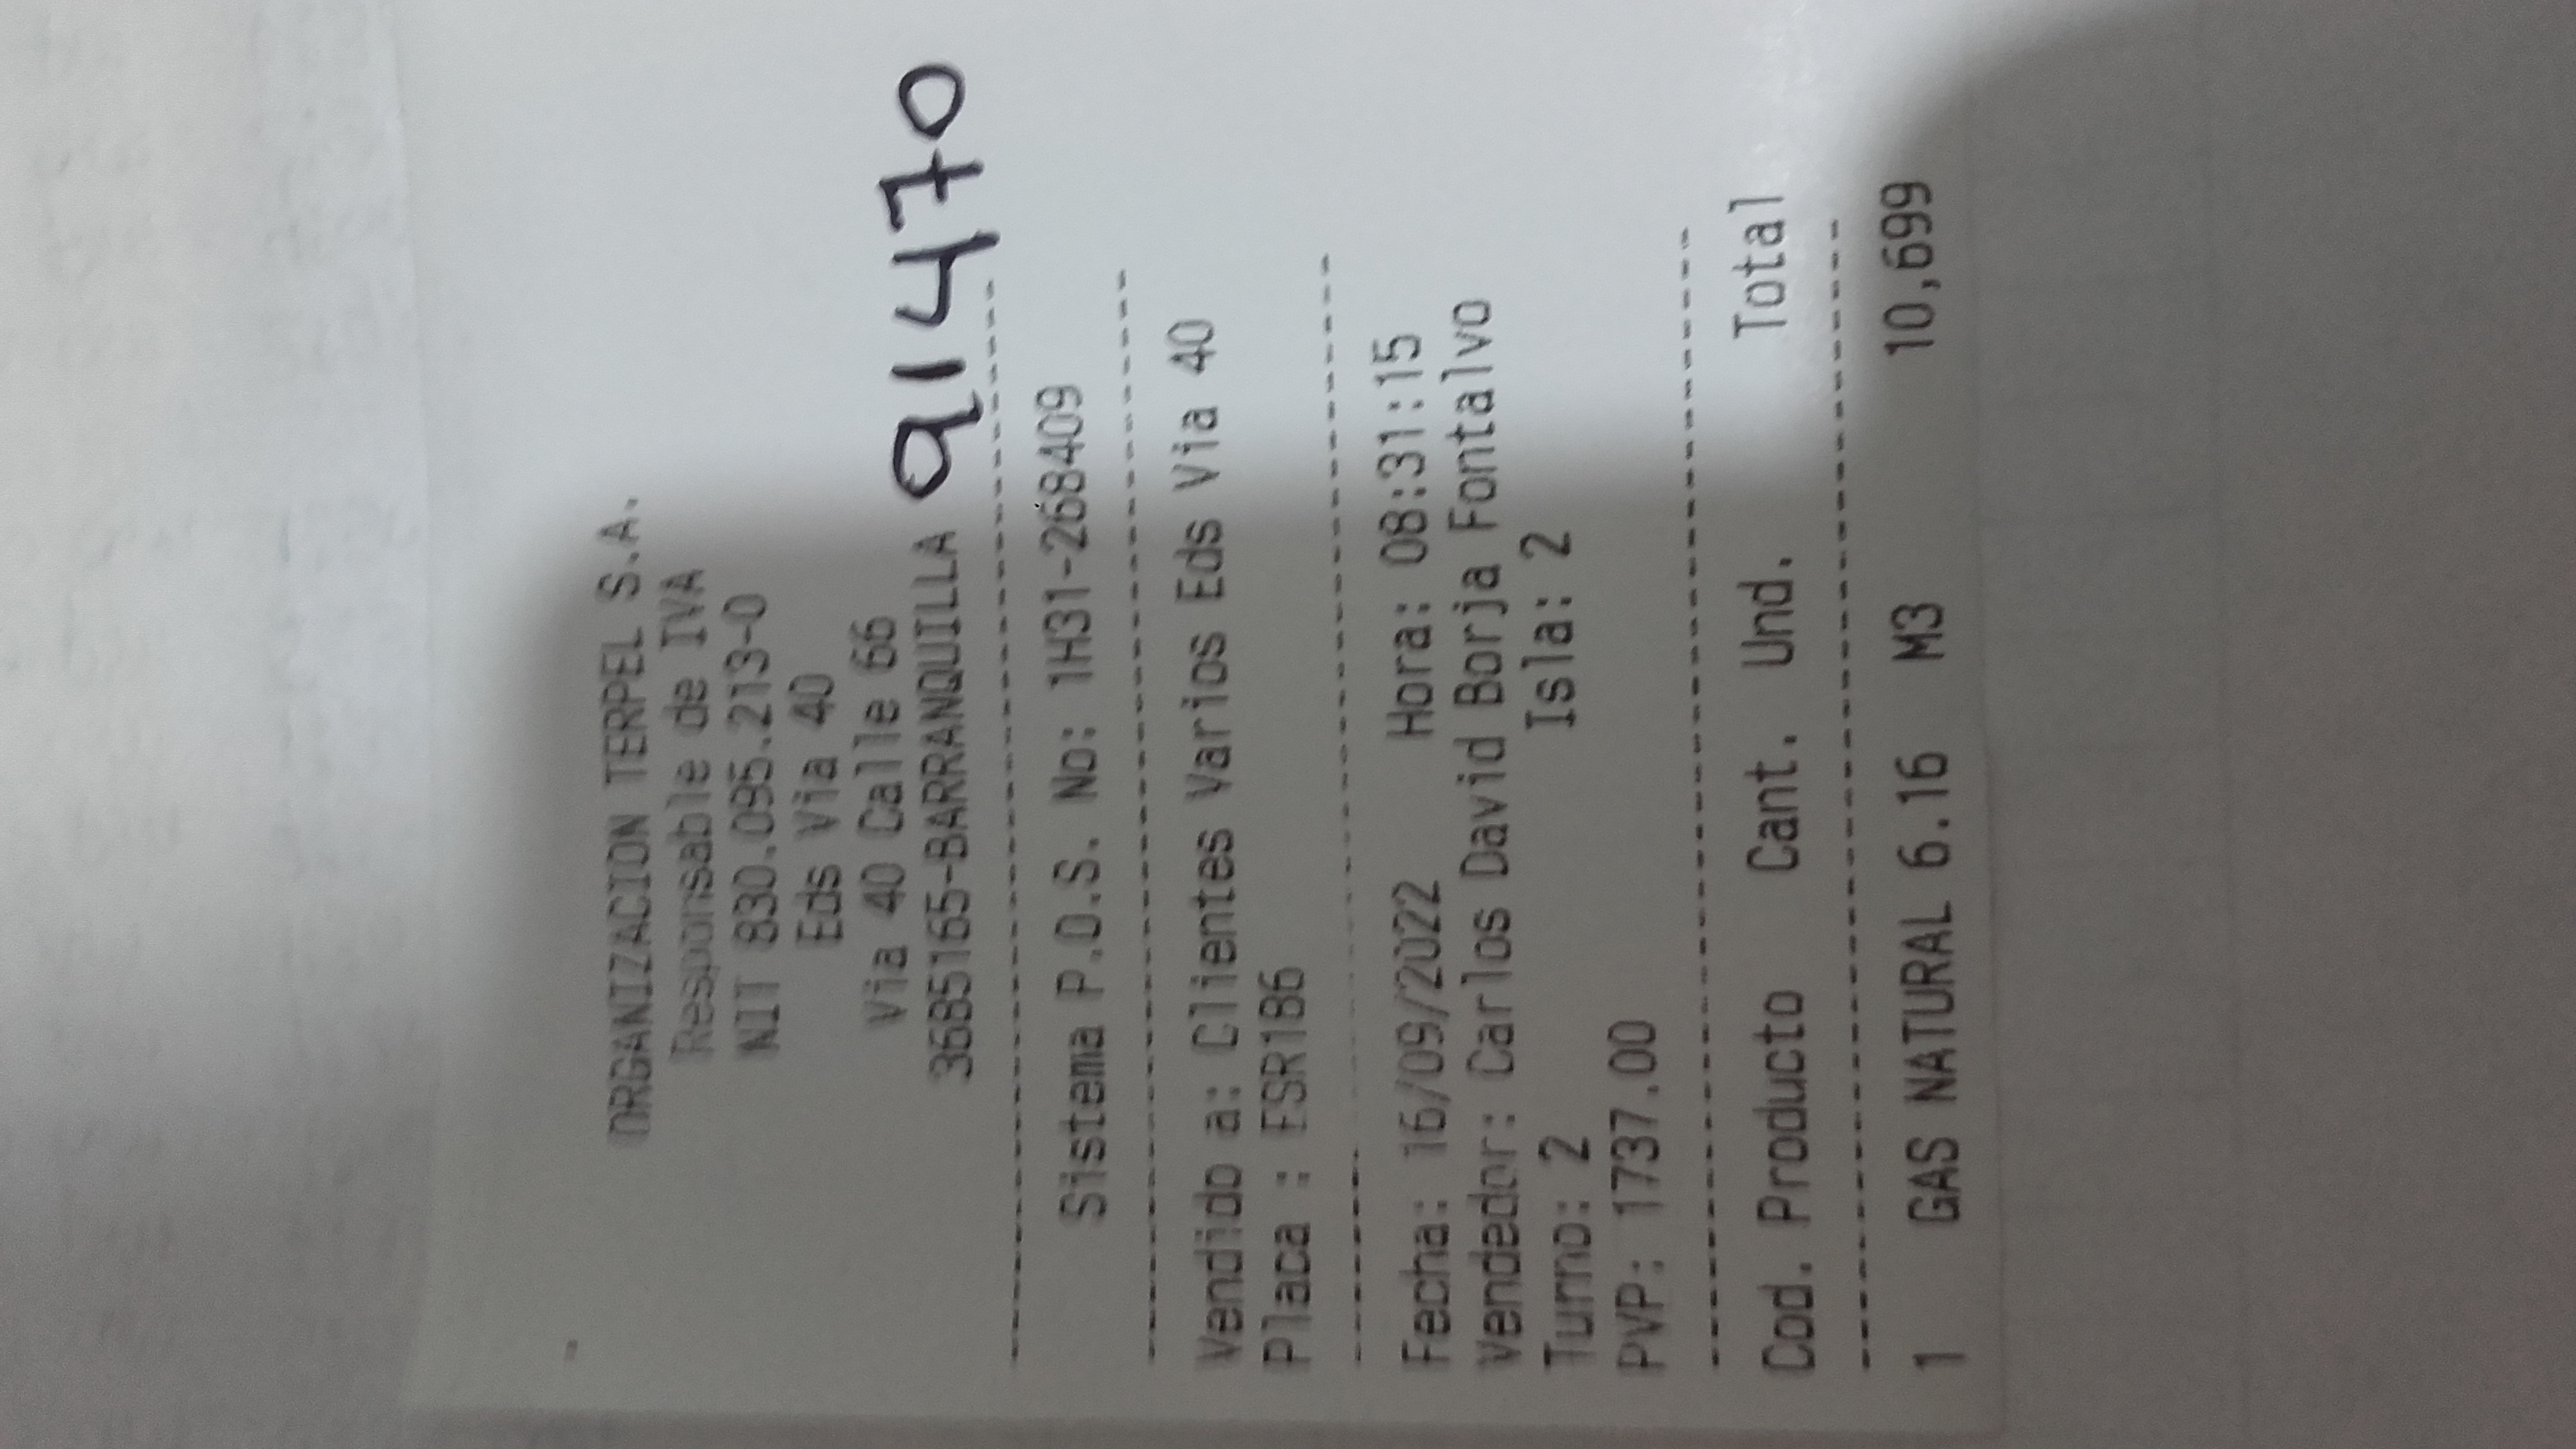 ORGANIZACION TERPEL S.A.
Responsable de IVA
NIT 830.095.213-0
Eds Via 40
Via 40 Calle 66
3685165-BARRANQUILLA 91470
Sistema P.O.S. No: 1H31-268409
Vendido a: Clientes Varios Eds Via 40
Placa : ESR186
Fecha: 16/09/2022 Hora: 08:31:15
Vendedor: Carlos David Borja Fontalvo
Turno: 2 Isla: 2
PVP: 1737.00
Cod. Producto Cant. Und. Total
1 GAS NATURAL 6.16 M3 10,699